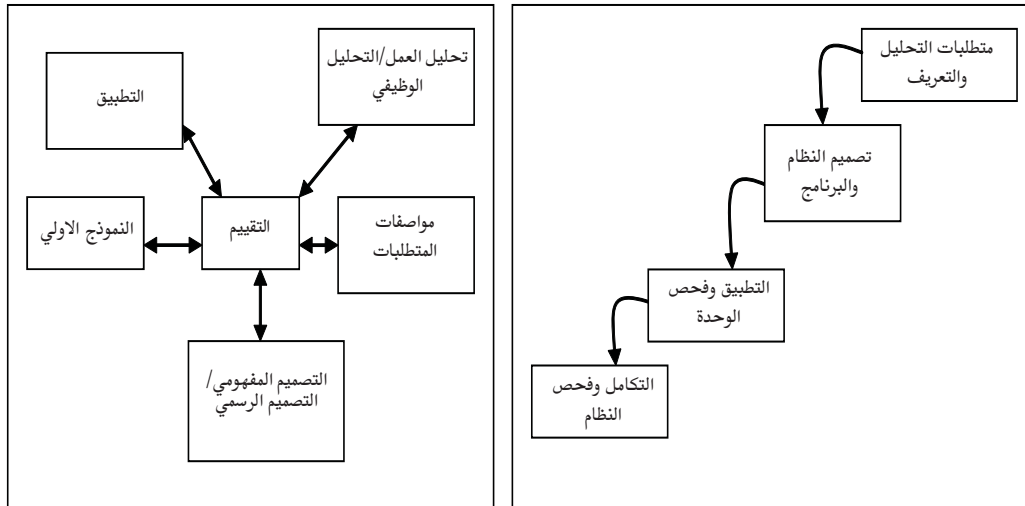 متطلبات التحليل
والتعريف
تصميم النظام
والبرنامج
التطبيق وفحص
الوحدة
التكامل وفحص
النظام
تحليل العمل/التحليل
الوظيفي
التطبيق
مواصفات
المتطلبات
التقييم
النموذج الاولي
التصميم المفهومي/
التصميم الرسمي